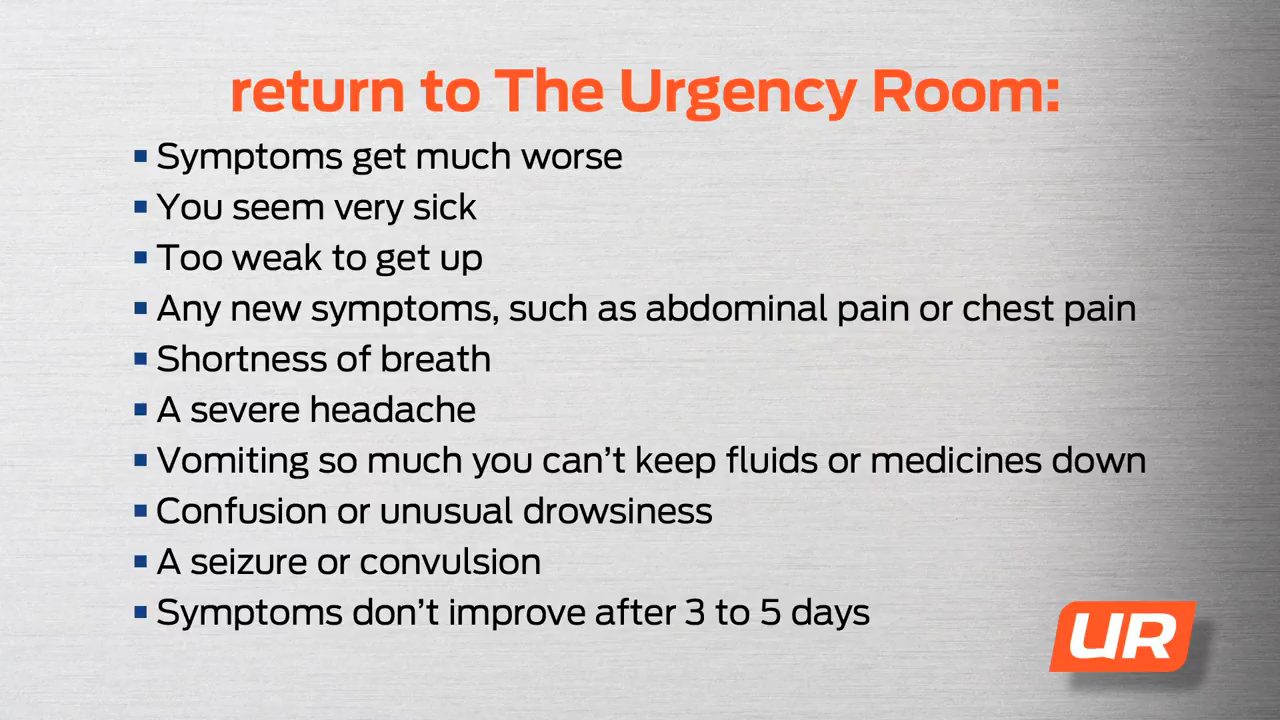 return to The Urgency Room:
Symptoms get much worse
You seem very sick
Too weak to get up
Any new symptoms, such as abdominal pain or chest pain
Shortness of breath
A severe headache
Vomiting so much you can’t keep fluids or medicines down
Confusion or unusual drowsiness
A seizure or convulsion
Symptoms don’t improve after 3 to 5 days
UR